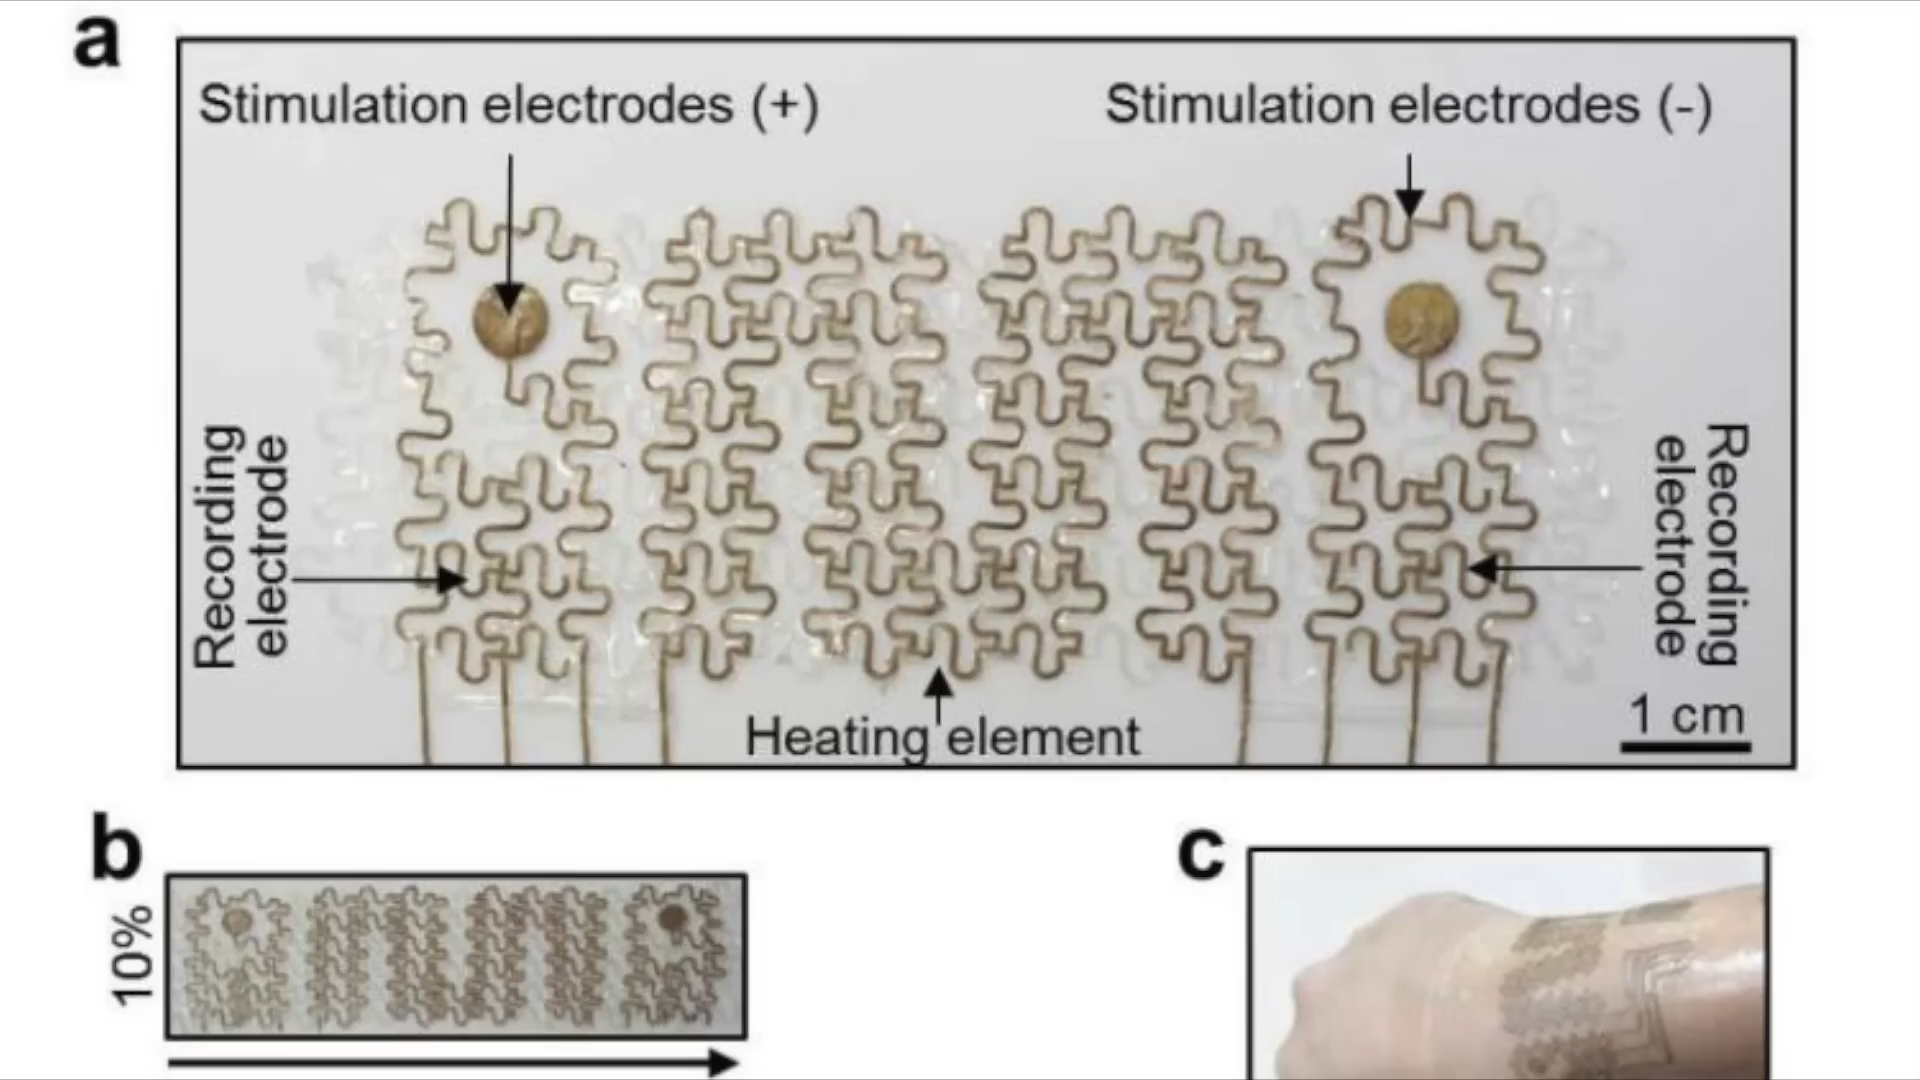 a
Stimulation electrodes (+)
Stimulation electrodes (-)
Recording
electrode
Recording
electrode
Heating element
1 cm
b
10%
c